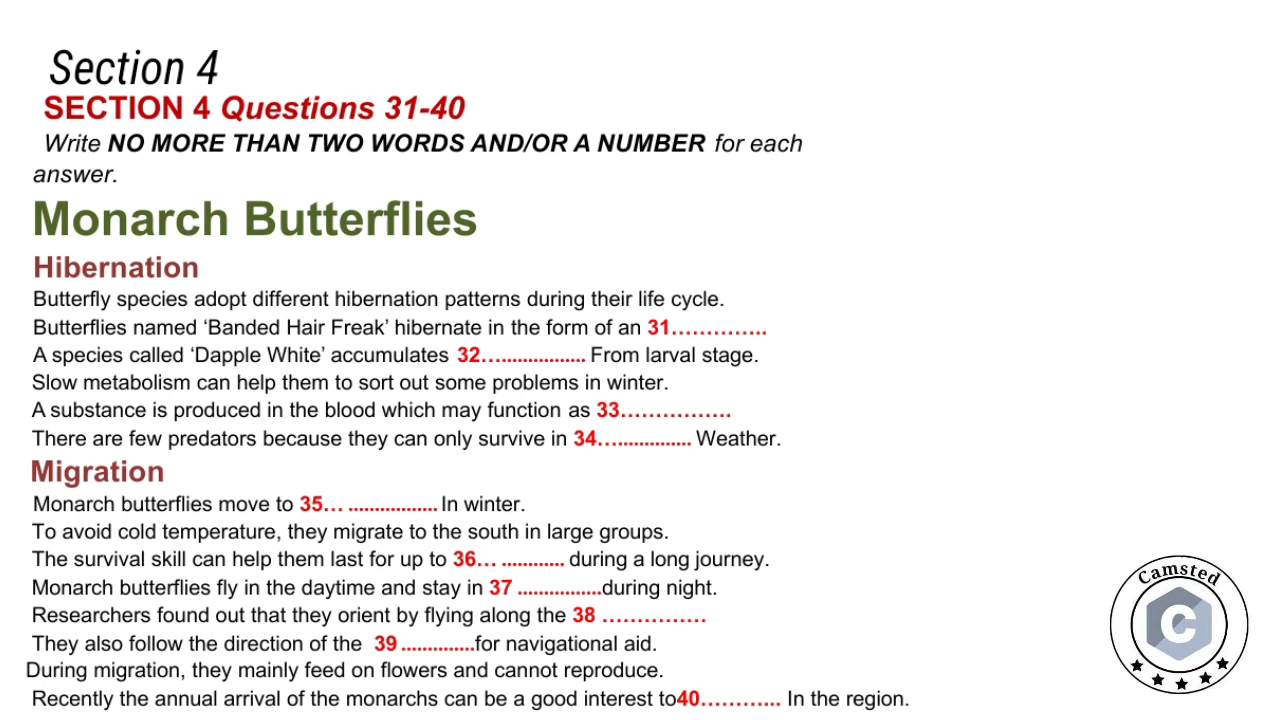 Section 4
SECTION 4 Questions 31-40
Write NO MORE THAN TWO WORDS AND/OR A NUMBER for each
answer.
Monarch Butterflies
Hibernation
Butterfly species adopt different hibernation patterns during their life cycle.
Butterflies named ‘Banded Hair Freak’ hibernate in the form of an 31…………..
A species called ‘Dapple White’ accumulates 32…................ From larval stage.
Slow metabolism can help them to sort out some problems in winter.
A substance is produced in the blood which may function as 33…………….
There are few predators because they can only survive in 34…............. Weather.
Migration
Monarch butterflies move to 35… ................. In winter.
To avoid cold temperature, they migrate to the south in large groups.
The survival skill can help them last for up to 36… ............ during a long journey.
Monarch butterflies fly in the daytime and stay in 37 ................during night.
Researchers found out that they orient by flying along the 38 ……………
They also follow the direction of the 39 ..............for navigational aid.
During migration, they mainly feed on flowers and cannot reproduce.
Recently the annual arrival of the monarchs can be a good interest to40………... In the region.
Camsted
C